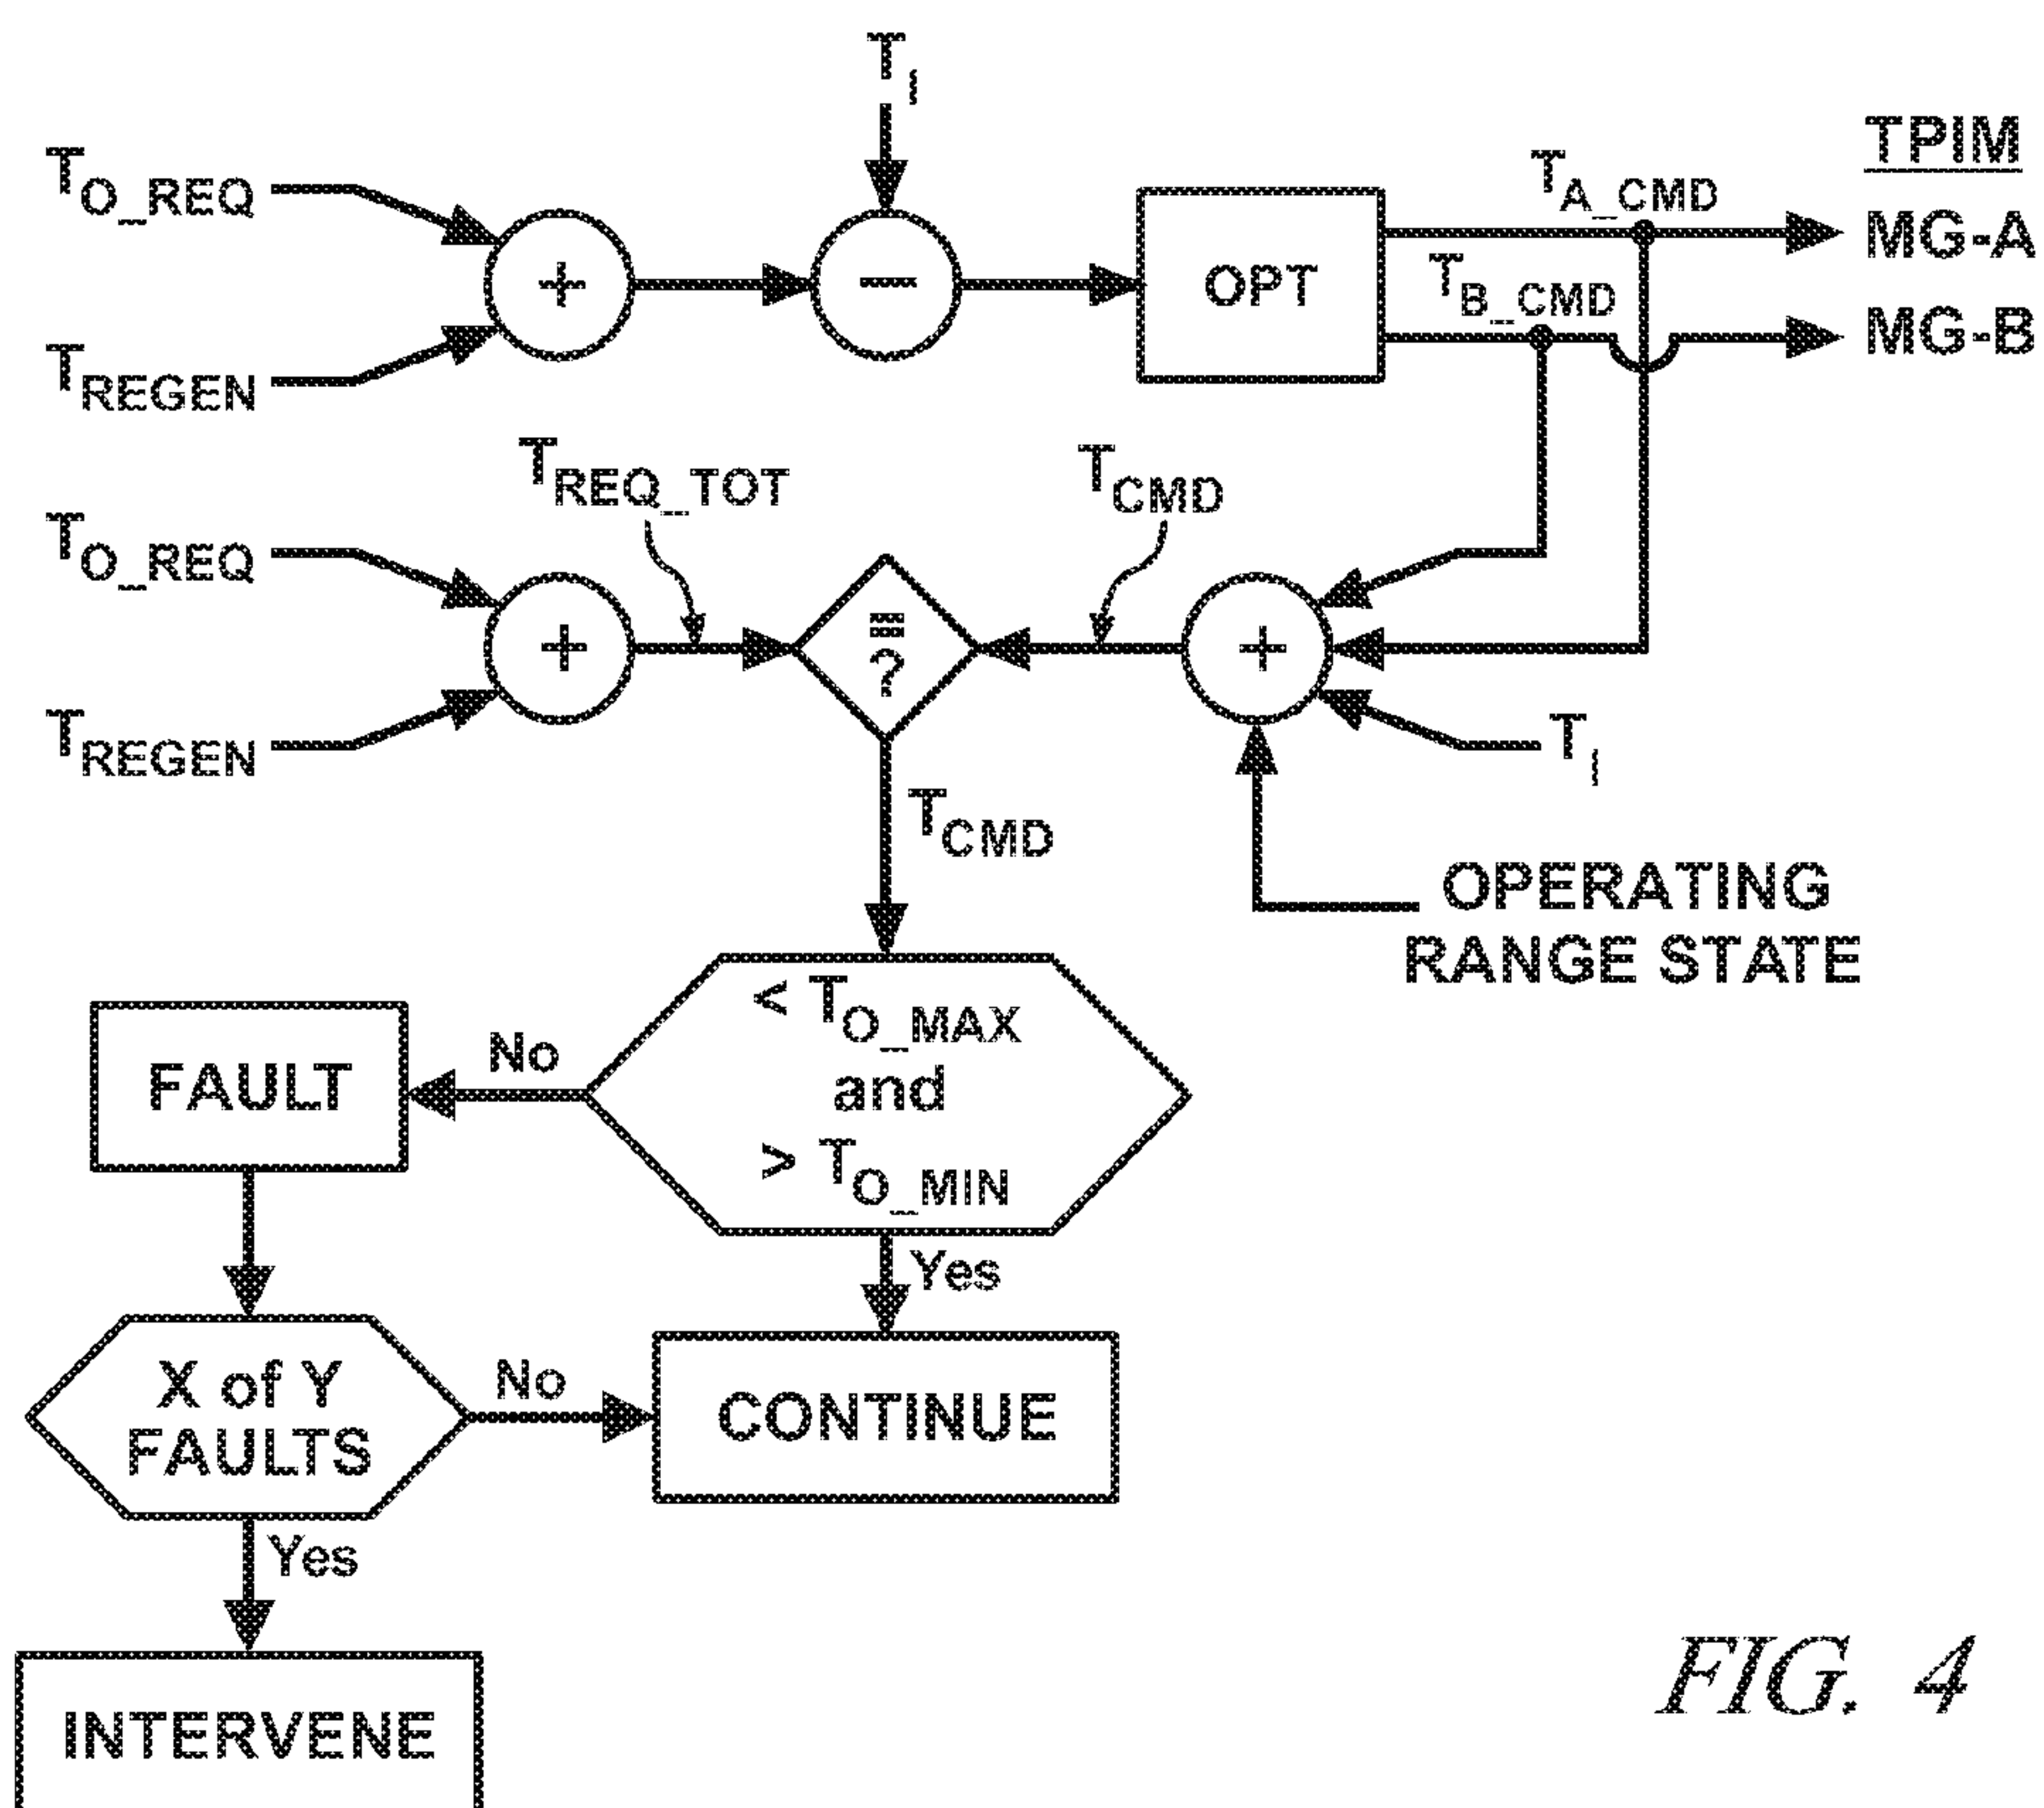 T_I
TPIM
T_O_REQ
T_A_CMD
MG-A
+
−
OPT
T_B_CMD
MG-B
T_REGEN
T_REQ_TOT
T_CMD
T_O_REQ
+
=
?
+
T_REGEN
T_I
T_CMD
OPERATING
RANGE STATE
< T_O_MAX
and
> T_O_MIN
No
FAULT
Yes
X of Y
FAULTS
No
CONTINUE
Yes
INTERVENE
FIG. 4